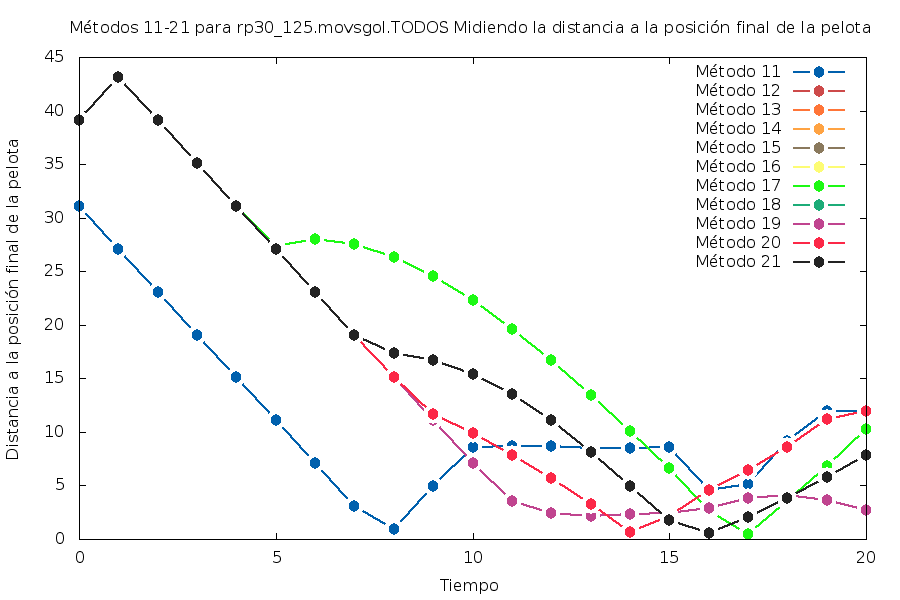 Métodos 11-21 para rp30_125.movsgol.TODOS Midiendo la distancia a la posición final de la pelota
45
40
35
30
25
20
15
10
5
0
Distancia a la posición final de la pelota
Método 11
Método 12
Método 13
Método 14
Método 15
Método 16
Método 17
Método 18
Método 19
Método 20
Método 21
0 5 10 15 20
Tiempo